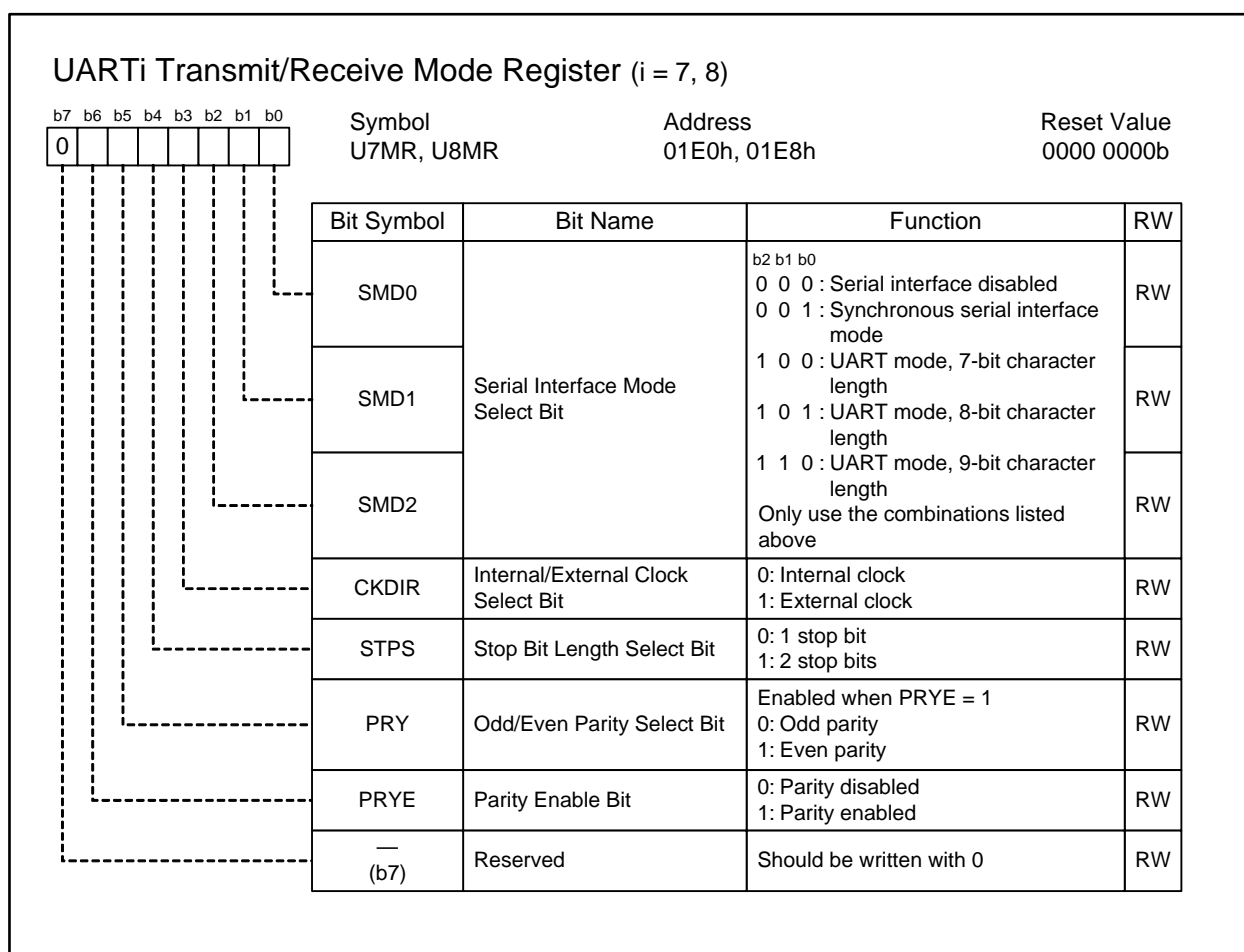 UARTi Transmit/Receive Mode Register (i = 7, 8)
b7 b6 b5 b4 b3 b2 b1 b0
0
Symbol Address Reset Value
U7MR, U8MR 01E0h, 01E8h 0000 0000b
Bit Symbol Bit Name Function RW
SMD0
SMD1
SMD2
Serial Interface Mode
Select Bit
b2 b1 b0
0 0 0 : Serial interface disabled
0 0 1 : Synchronous serial interface
mode
1 0 0 : UART mode, 7-bit character
length
1 0 1 : UART mode, 8-bit character
length
1 1 0 : UART mode, 9-bit character
length
Only use the combinations listed
above
RW
RW
RW
CKDIR
Internal/External Clock
Select Bit
0: Internal clock
1: External clock
RW
STPS
Stop Bit Length Select Bit
0: 1 stop bit
1: 2 stop bits
RW
PRY
Odd/Even Parity Select Bit
Enabled when PRYE = 1
0: Odd parity
1: Even parity
RW
PRYE
Parity Enable Bit
0: Parity disabled
1: Parity enabled
RW
—
(b7)
Reserved
Should be written with 0
RW